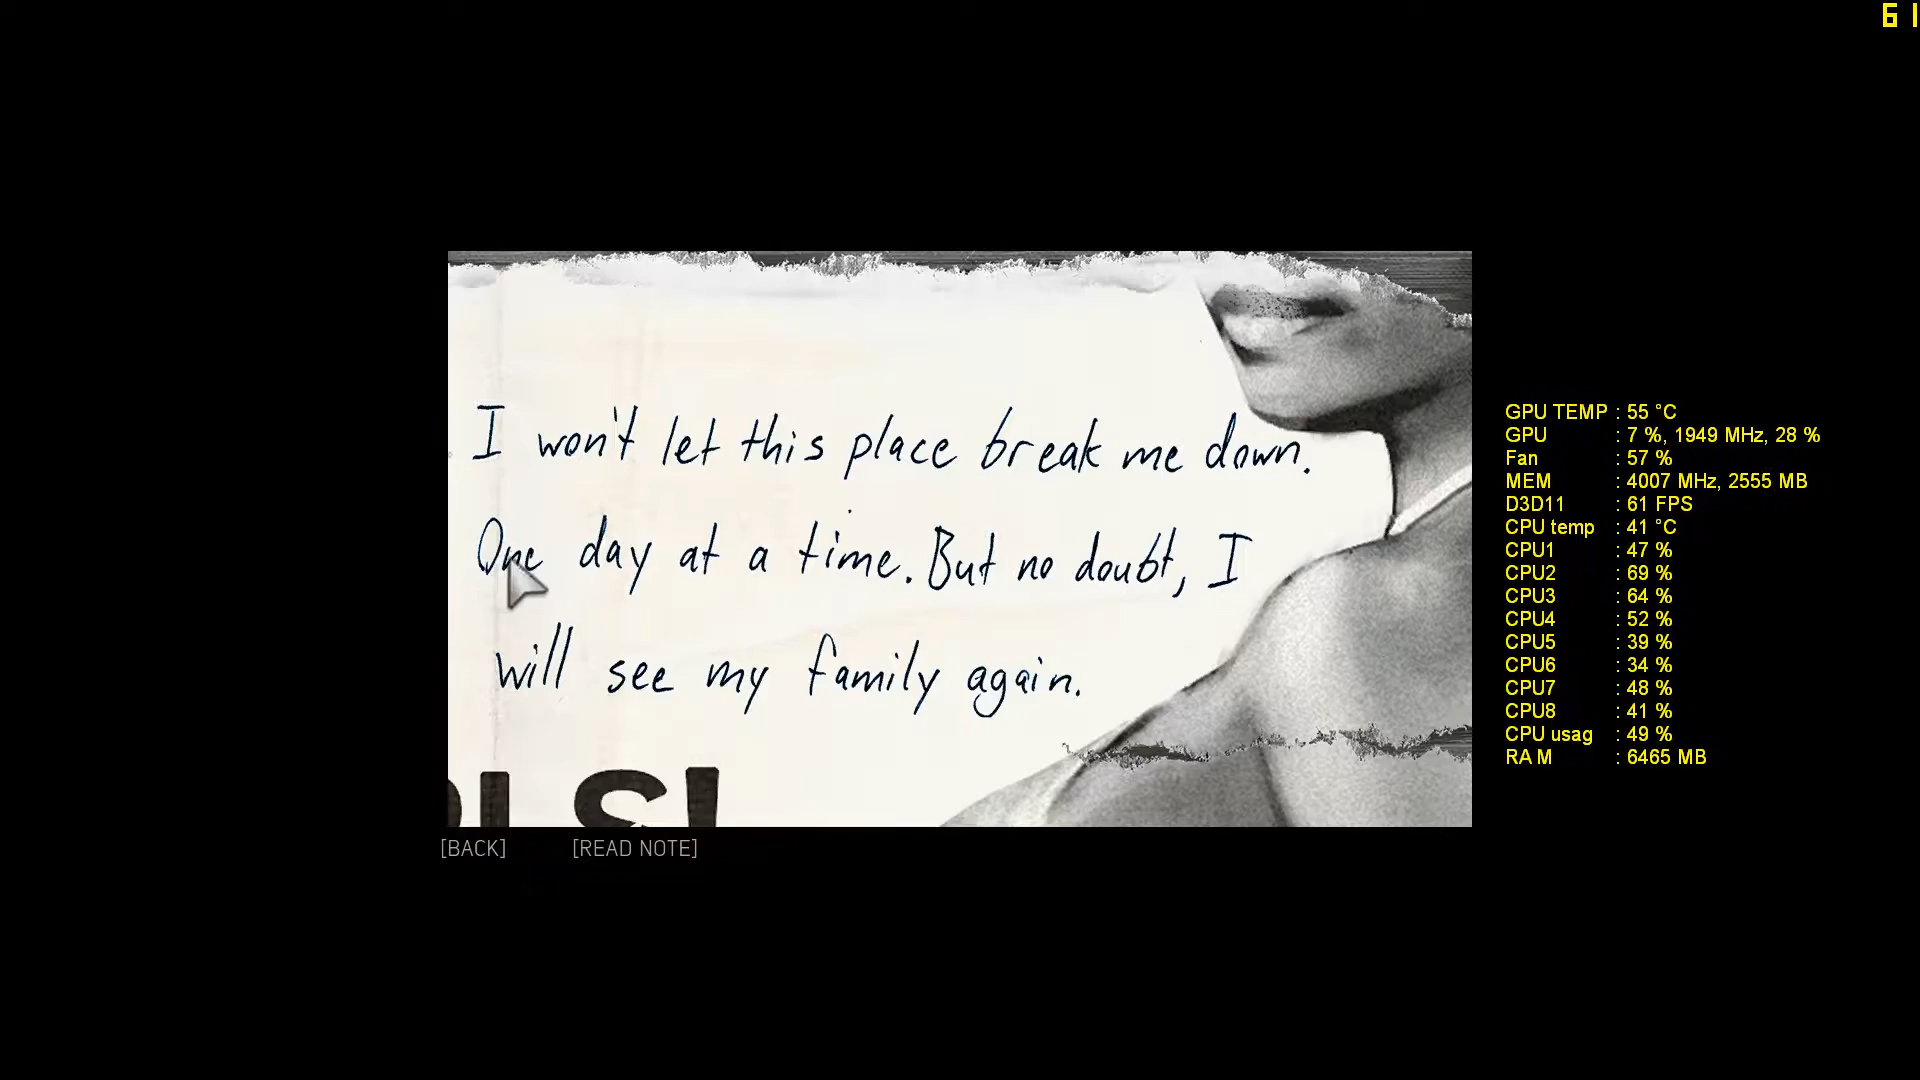 61
I won't let this place break me down.
One day at a time. But no doubt, I
will see my family again.
LS!
[BACK] [READ NOTE]
GPU TEMP : 55 °C
GPU : 7 %, 1949 MHz, 28 %
Fan : 57 %
MEM : 4007 MHz, 2555 MB
D3D11 : 61 FPS
CPU temp : 41 °C
CPU1 : 47 %
CPU2 : 69 %
CPU3 : 64 %
CPU4 : 52 %
CPU5 : 39 %
CPU6 : 34 %
CPU7 : 48 %
CPU8 : 41 %
CPU usag : 49 %
RAM : 6465 MB